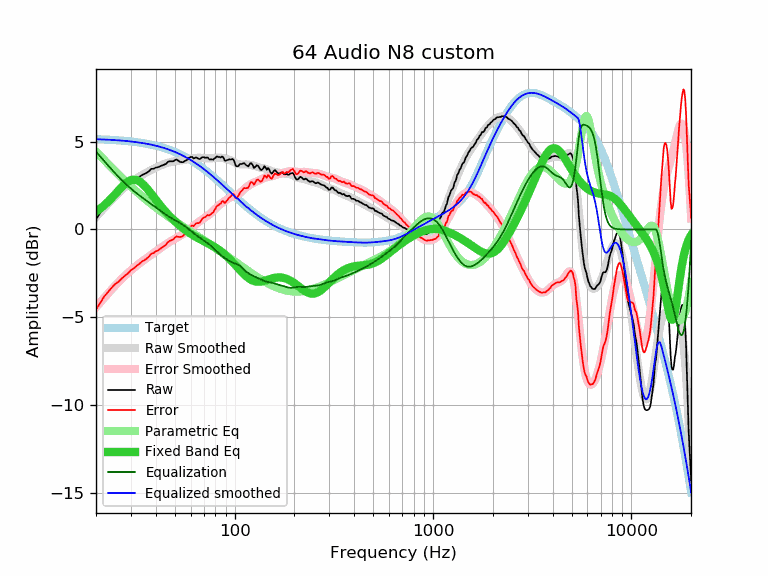 64 Audio N8 custom
Amplitude (dBr)
5
0
−5
−10
−15
Target
Raw Smoothed
Error Smoothed
Raw
Error
Parametric Eq
Fixed Band Eq
Equalization
Equalized smoothed
100
1000
10000
Frequency (Hz)